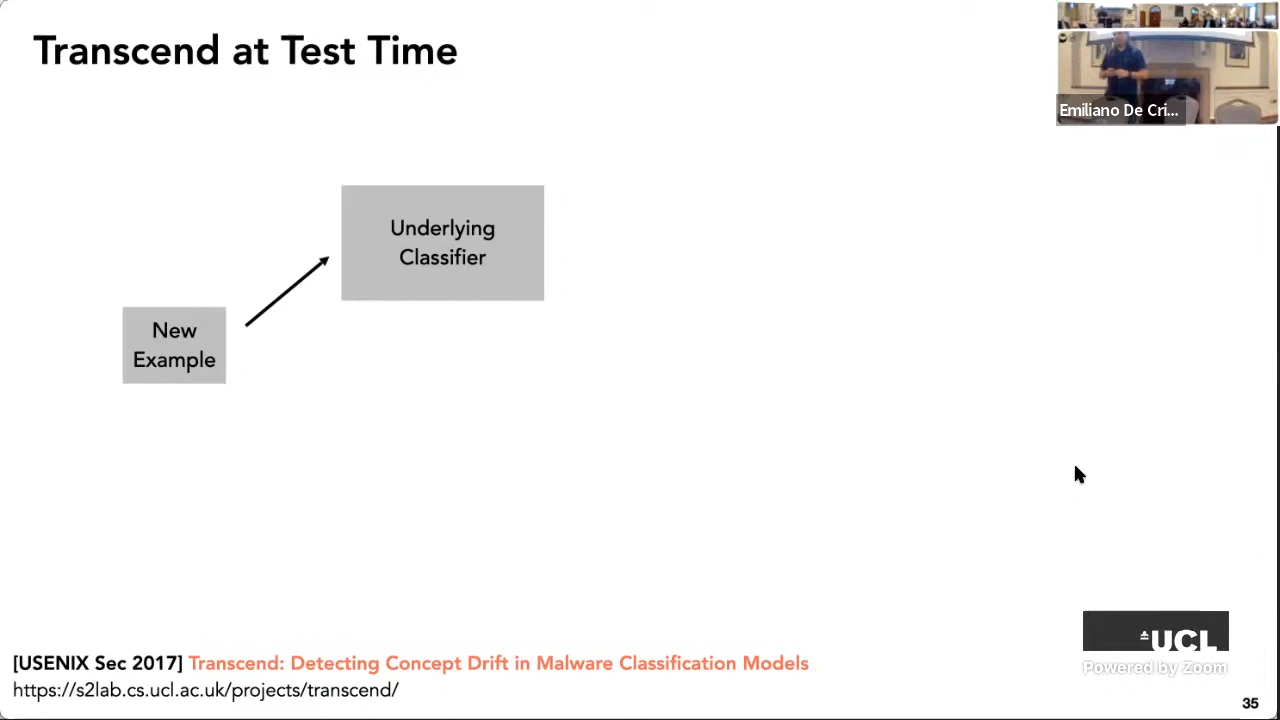 Transcend at Test Time
Emiliano De Cri...
Underlying
Classifier
New
Example
[USENIX Sec 2017] Transcend: Detecting Concept Drift in Malware Classification Models
https://s2lab.cs.ucl.ac.uk/projects/transcend/
UCL
Powered by Zoom
35